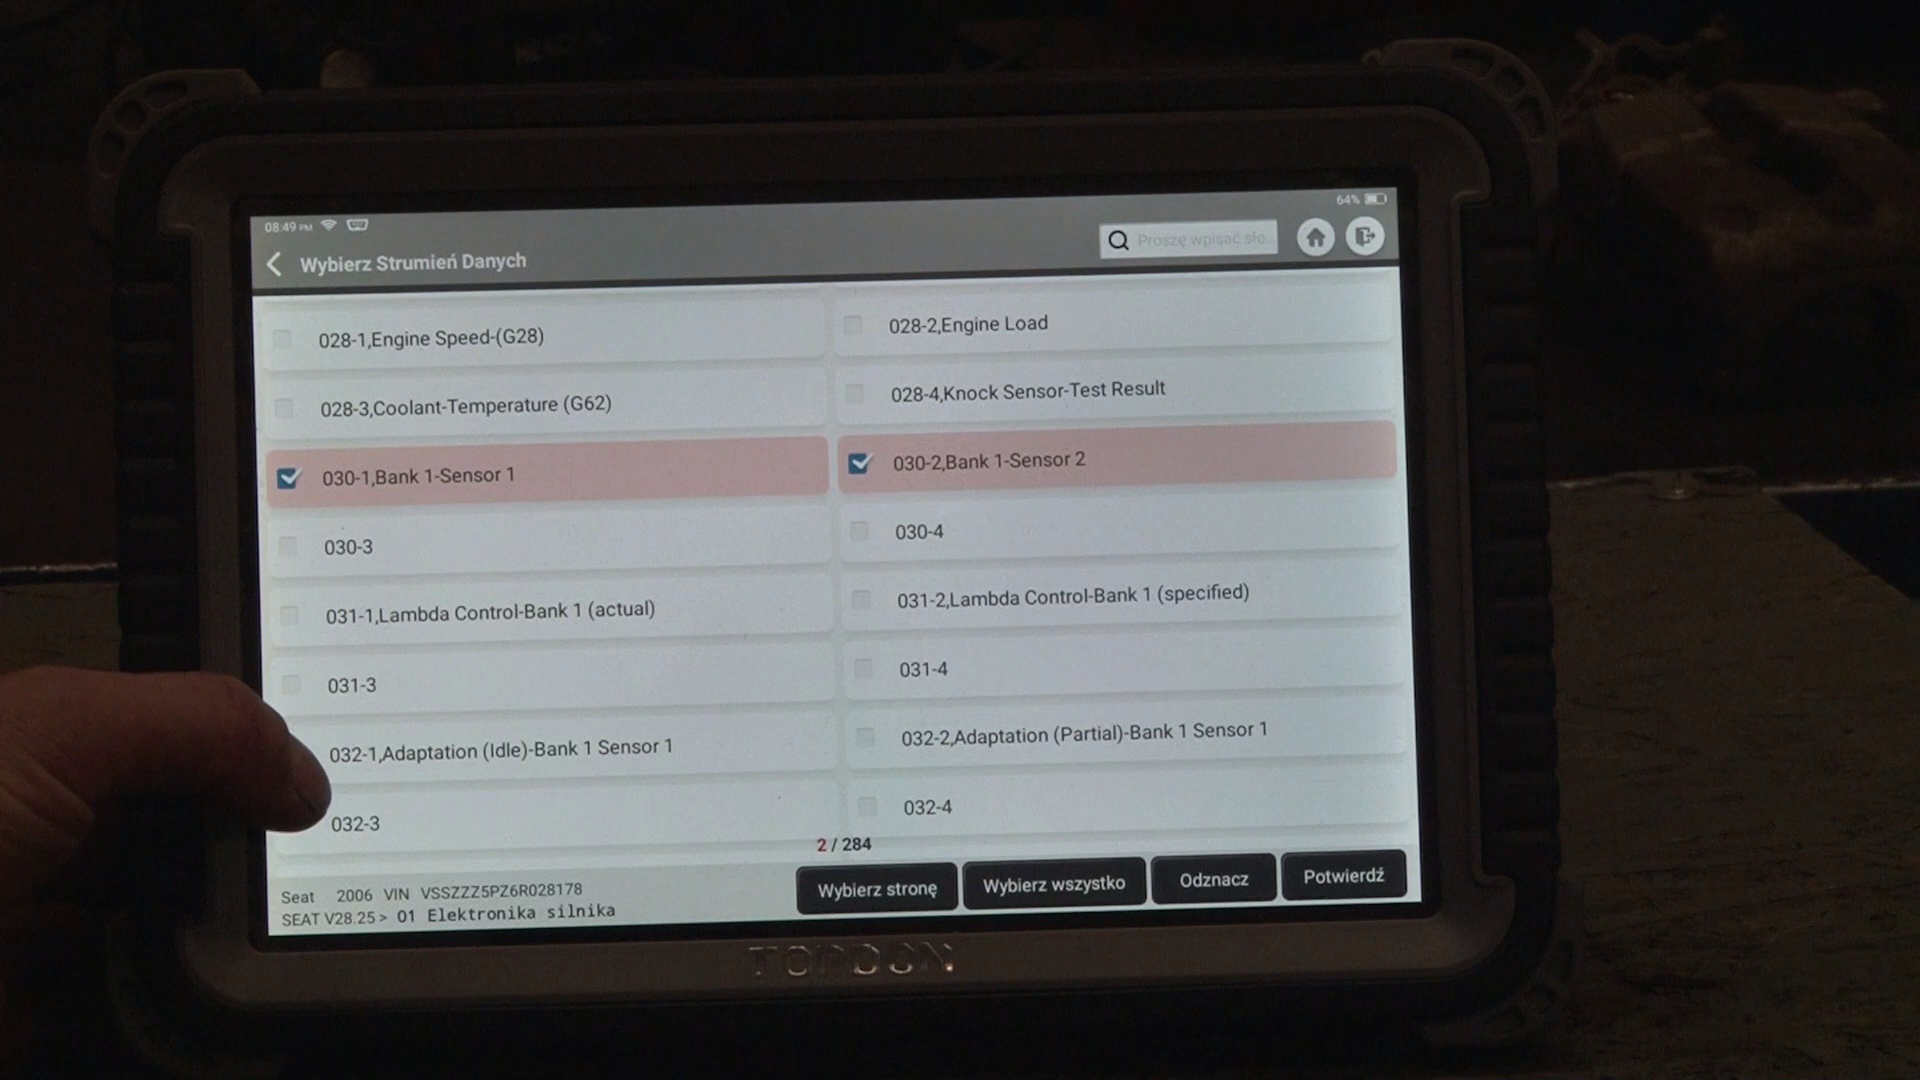 08:49 PM
64%
Wybierz Strumień Danych
Proszę wpisać sło...
028-1,Engine Speed-(G28)
028-2,Engine Load
028-3,Coolant-Temperature (G62)
028-4,Knock Sensor-Test Result
030-1,Bank 1-Sensor 1
030-2,Bank 1-Sensor 2
030-3
030-4
031-1,Lambda Control-Bank 1 (actual)
031-2,Lambda Control-Bank 1 (specified)
031-3
031-4
032-1,Adaptation (Idle)-Bank 1 Sensor 1
032-2,Adaptation (Partial)-Bank 1 Sensor 1
032-3
032-4
2 / 284
Seat 2006 VIN VSSZZZ5PZ6R028178
SEAT V28.25 > 01 Elektronika silnika
Wybierz stronę
Wybierz wszystko
Odznacz
Potwierdź
TOPDON